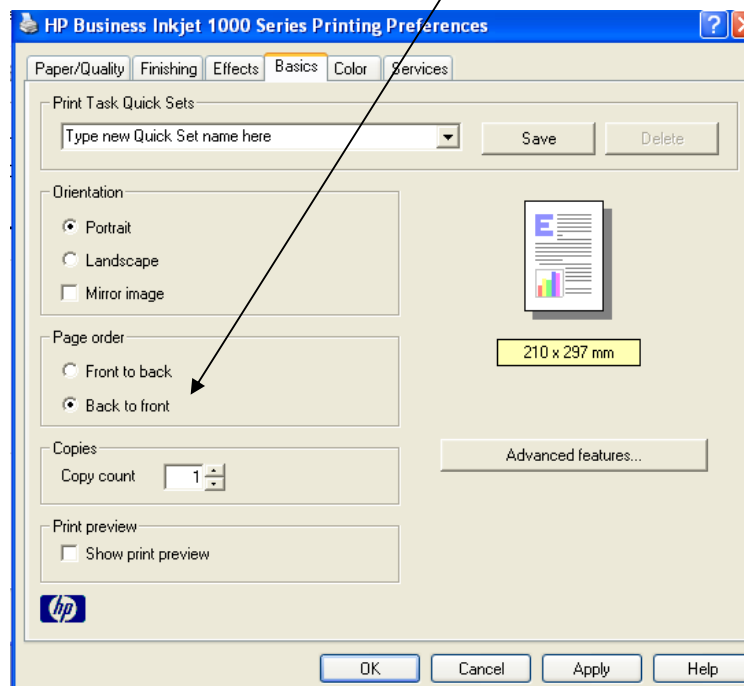 HP Business Inkjet 1000 Series Printing Preferences
Paper/Quality Finishing Effects Basics Color Services
Print Task Quick Sets
Type new Quick Set name here Save Delete
Orientation
Portrait
Landscape
Mirror image
E
210 x 297 mm
Page order
Front to back
Back to front
Copies
Copy count 1
Advanced features...
Print preview
Show print preview
hp
OK Cancel Apply Help